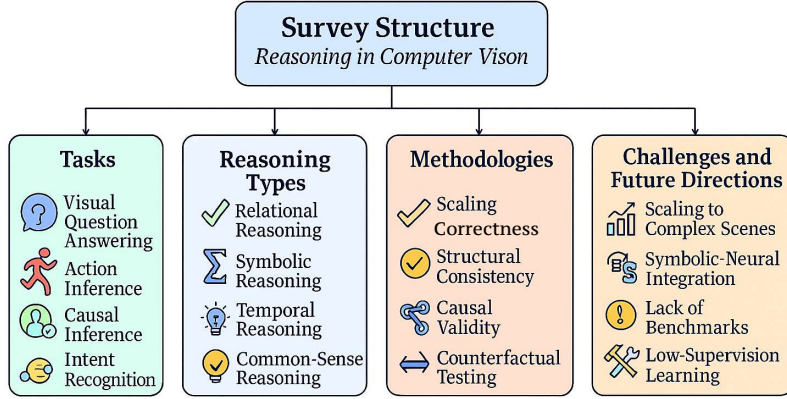 Survey Structure
Reasoning in Computer Vison
Tasks
Visual
Question
Answering
Action
Inference
Causal
Inference
Intent
Recognition
Reasoning
Types
Relational
Reasoning
Symbolic
Reasoning
Temporal
Reasoning
Common-Sense
Reasoning
Methodologies
Scaling
Correctness
Structural
Consistency
Causal
Validity
Counterfactual
Testing
Challenges and
Future Directions
Scaling to
Complex Scenes
Symbolic-Neural
Integration
Lack of
Benchmarks
Low-Supervision
Learning